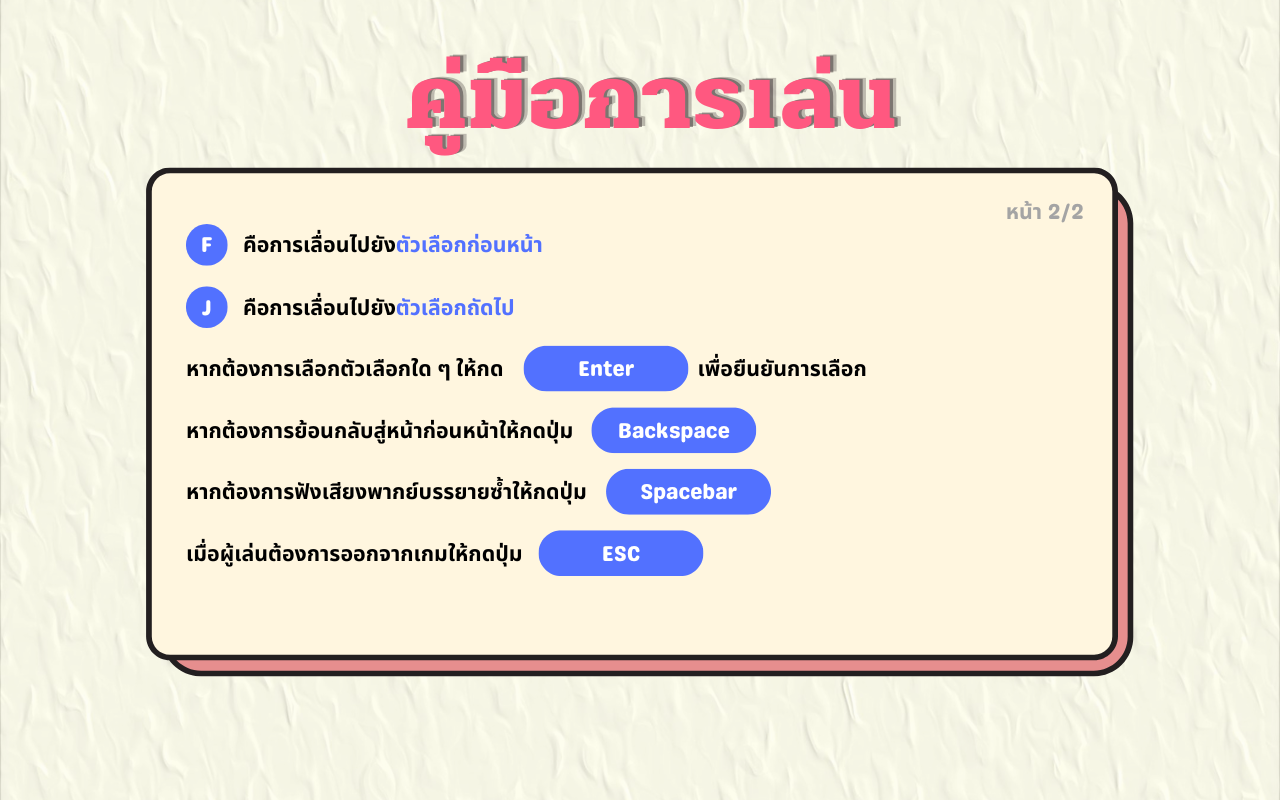 คู่มือการเล่น
หน้า 2/2
F คือการเลื่อนไปยังตัวเลือกก่อนหน้า
J คือการเลื่อนไปยังตัวเลือกถัดไป
หากต้องการเลือกตัวเลือกใด ๆ ให้กด Enter เพื่อยืนยันการเลือก
หากต้องการย้อนกลับสู่หน้าก่อนหน้าให้กดปุ่ม Backspace
หากต้องการฟังเสียงพากย์บรรยายซ้ำให้กดปุ่ม Spacebar
เมื่อผู้เล่นต้องการออกจากเกมให้กดปุ่ม ESC